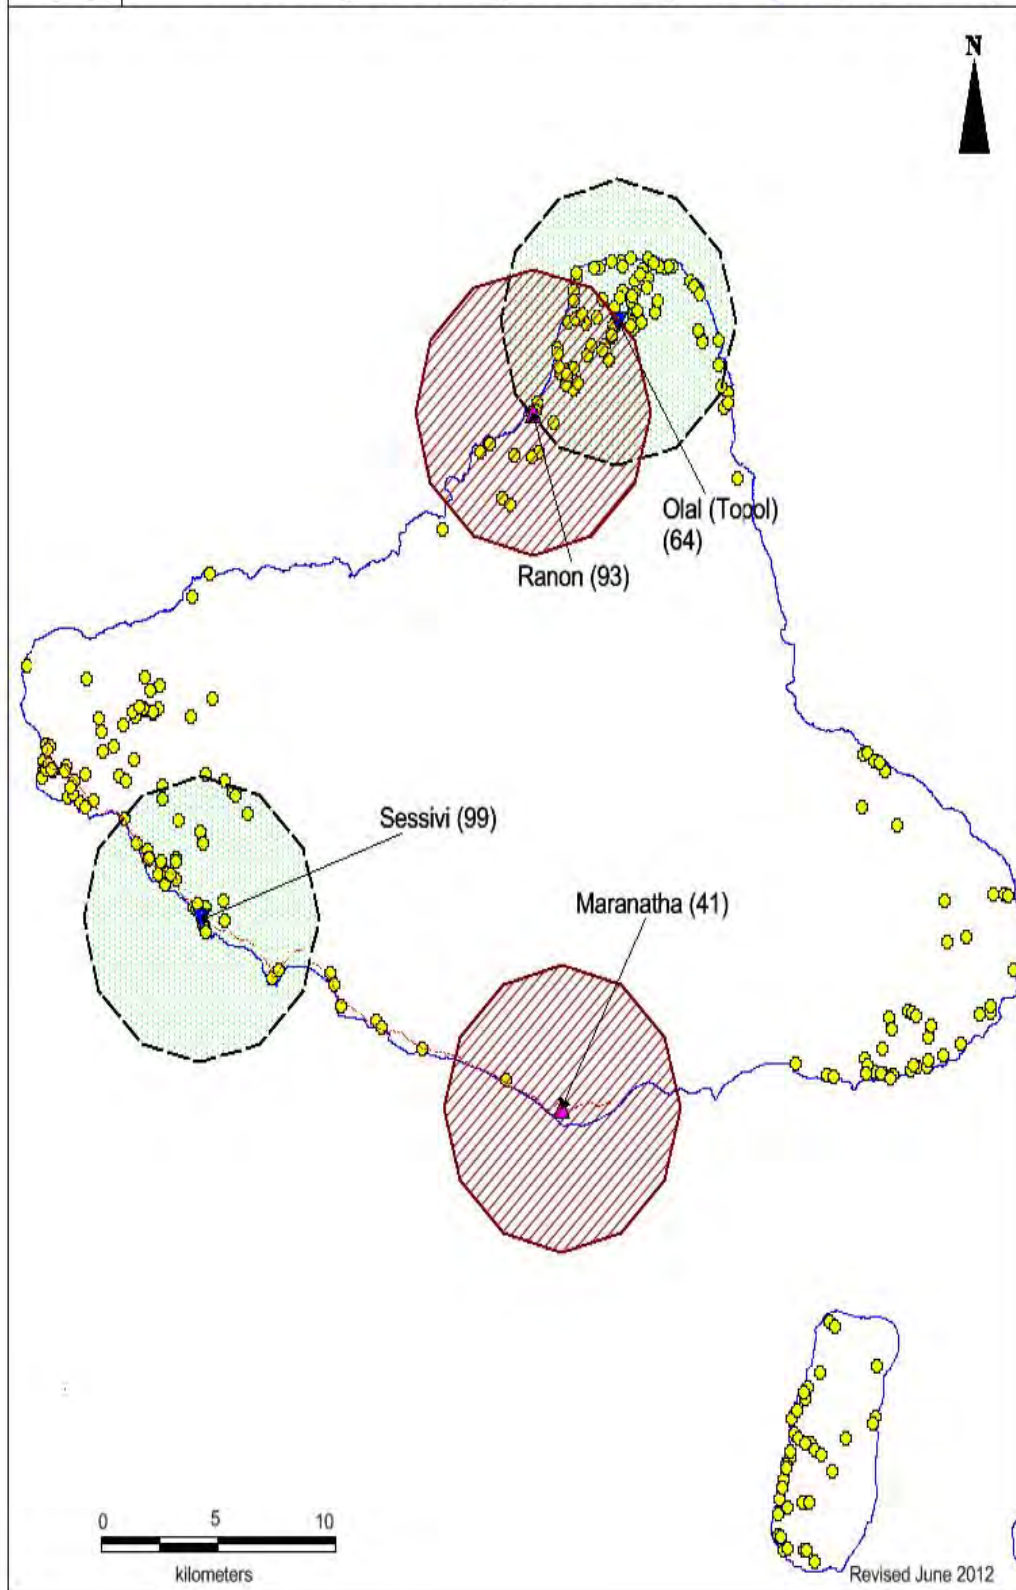 N
Olal (Topol)
(64)
Ranon (93)
Sessivi (99)
Maranatha (41)
0 5 10
kilometers
Revised June 2012